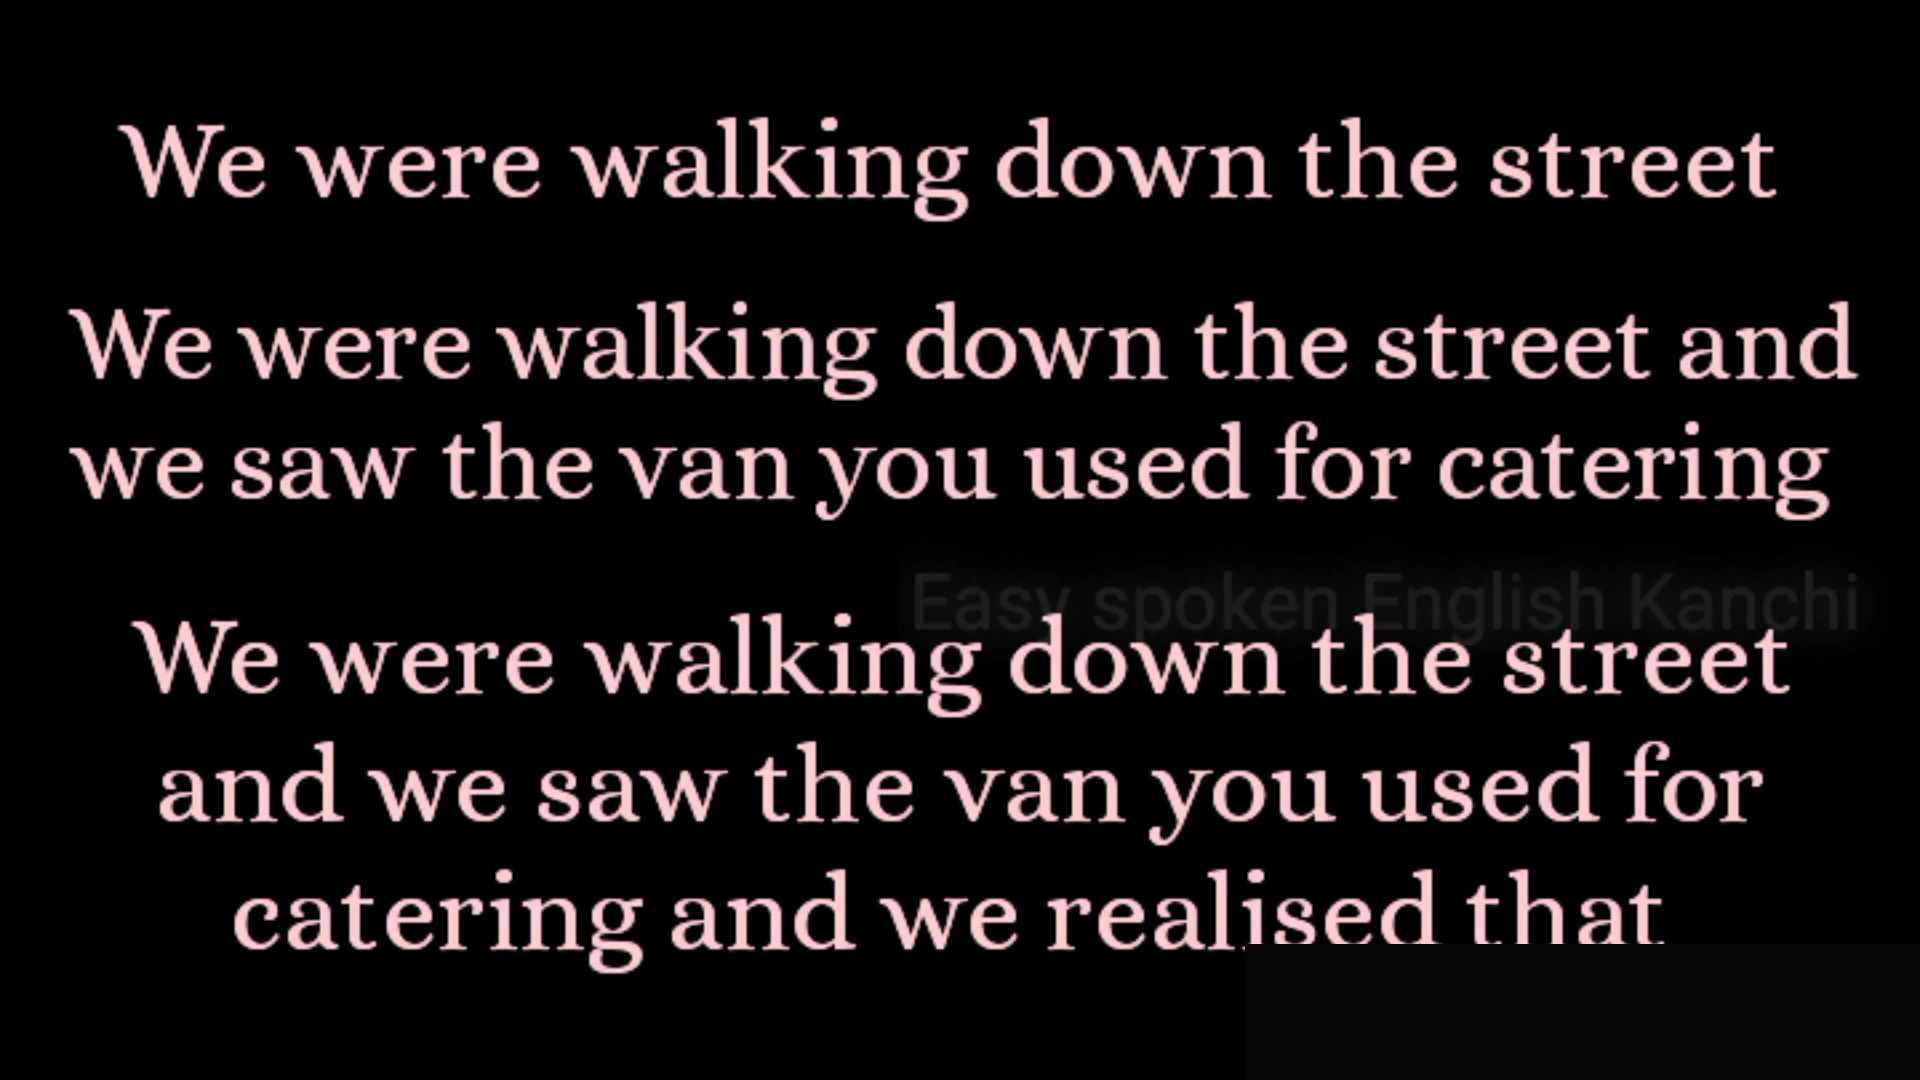 We were walking down the street
We were walking down the street and
we saw the van you used for catering
Easy spoken English Kanchi
We were walking down the street
and we saw the van you used for
catering and we realised that